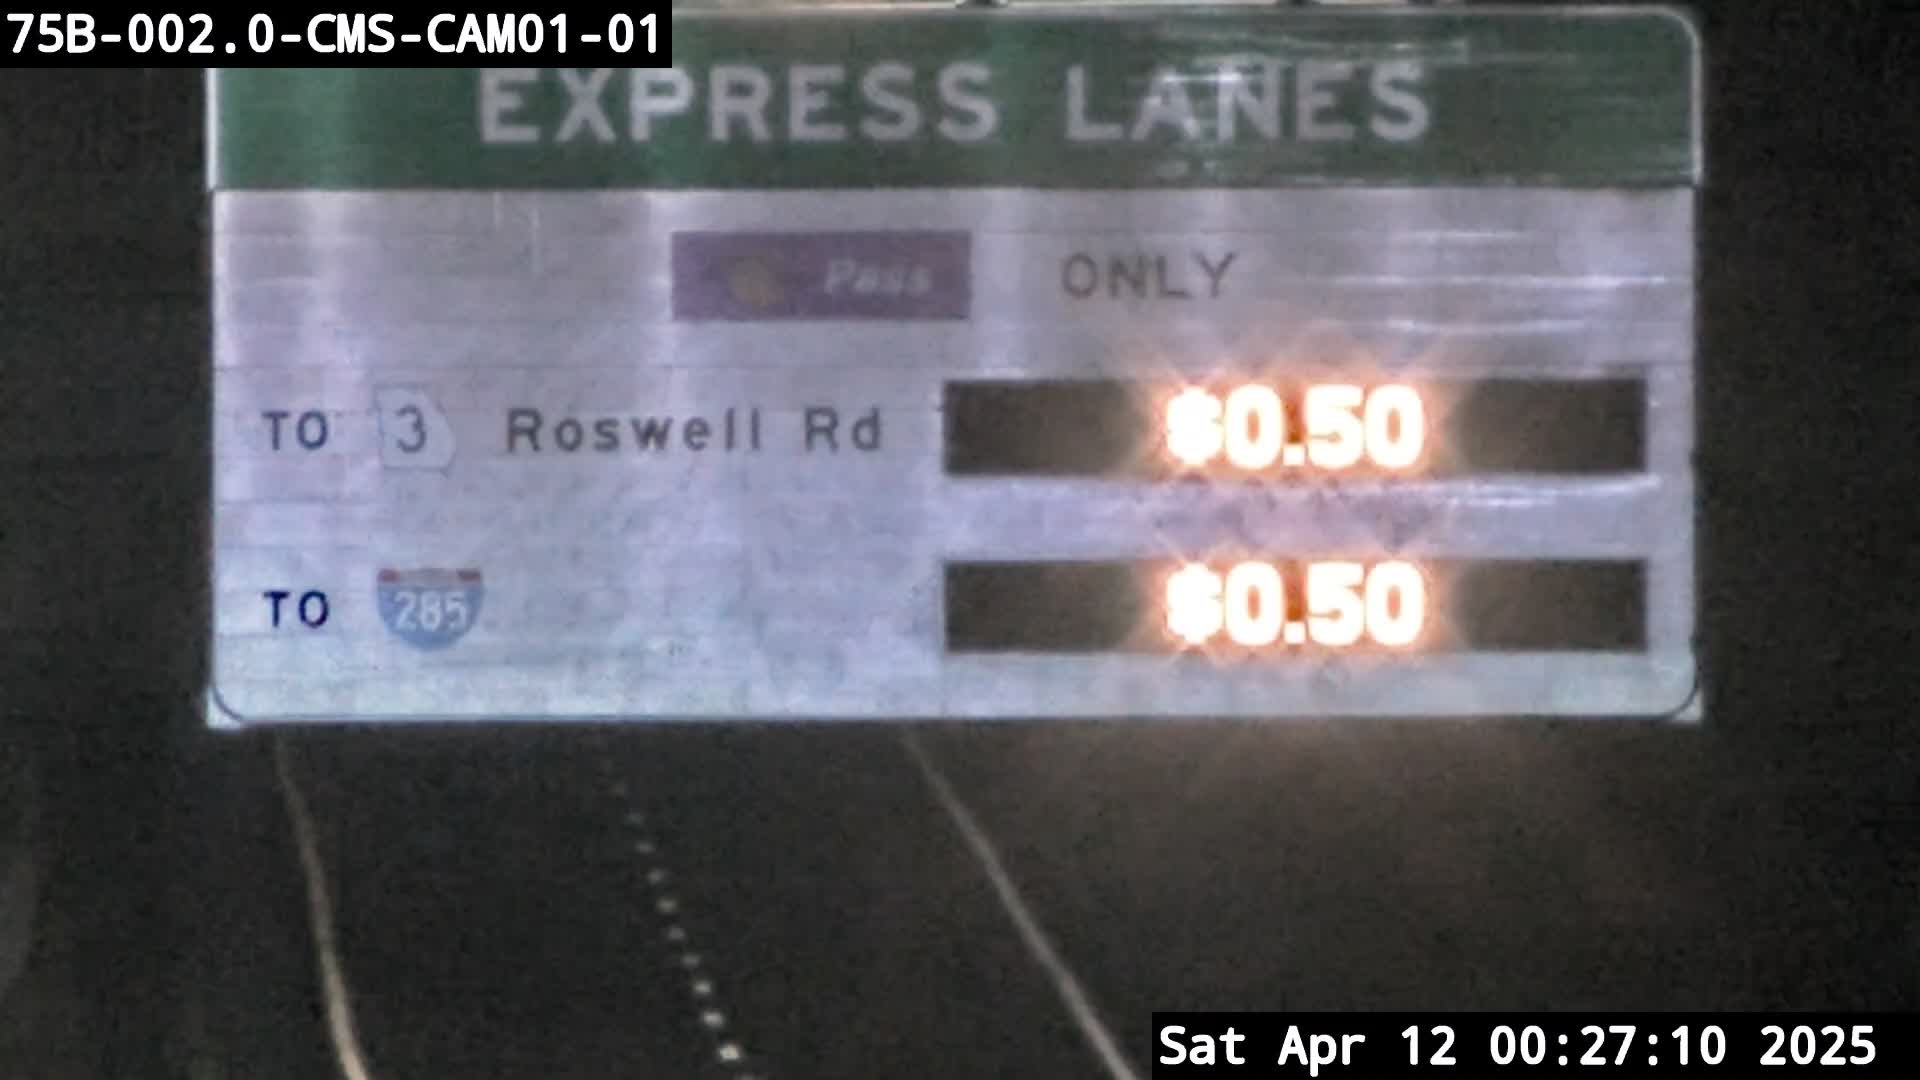 75B-002.0-CMS-CAM01-01
EXPRESS LANES
Pass ONLY
TO 3 Roswell Rd $0.50
TO 285 $0.50
Sat Apr 12 00:27:10 2025